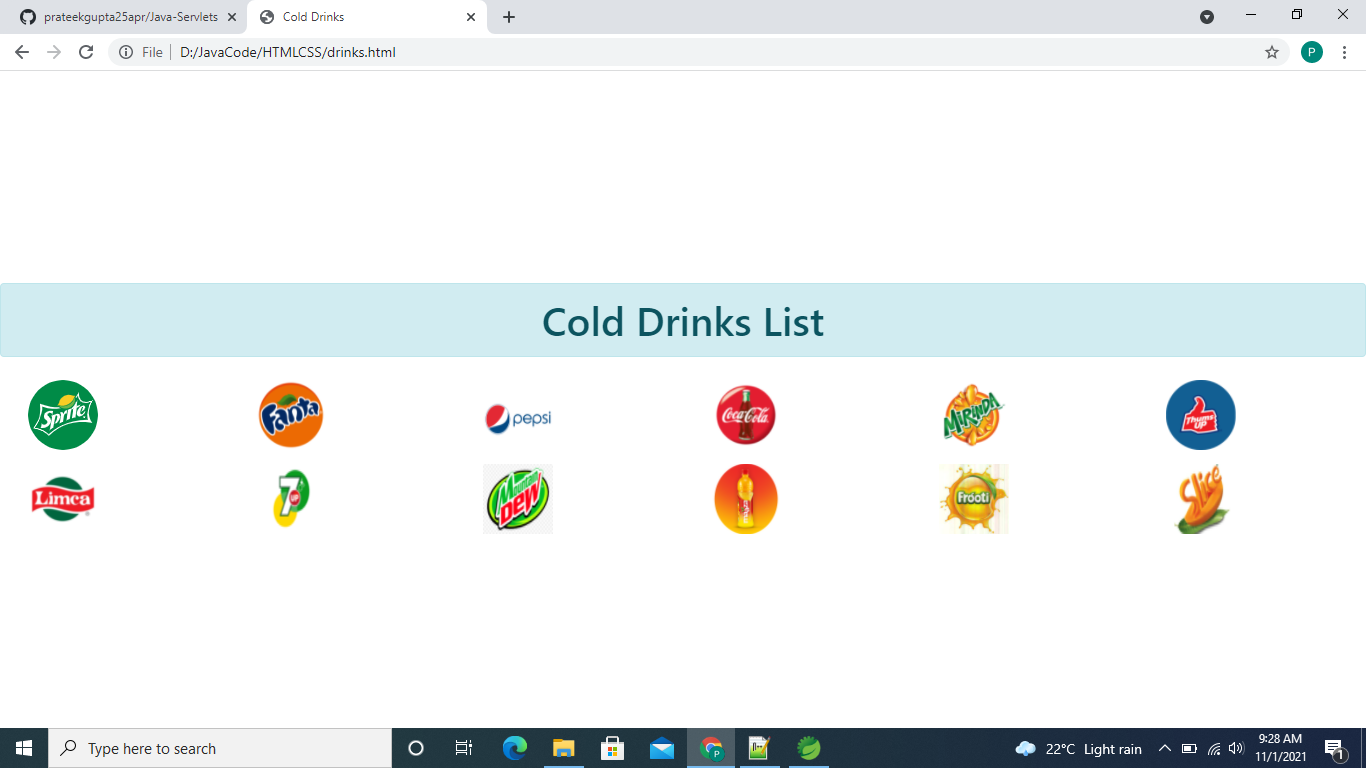 prateekgupta25apr/Java-Servlets
Cold Drinks
File
D:/JavaCode/HTMLCSS/drinks.html
P
Cold Drinks List
Sprite
Fanta
pepsi
Coca-Cola
MiRiNDA
Thums UP
Limca
7 UP
Mountain DEW
Frooti
Slice
Type here to search
P
22°C Light rain
9:28 AM
11/1/2021
1